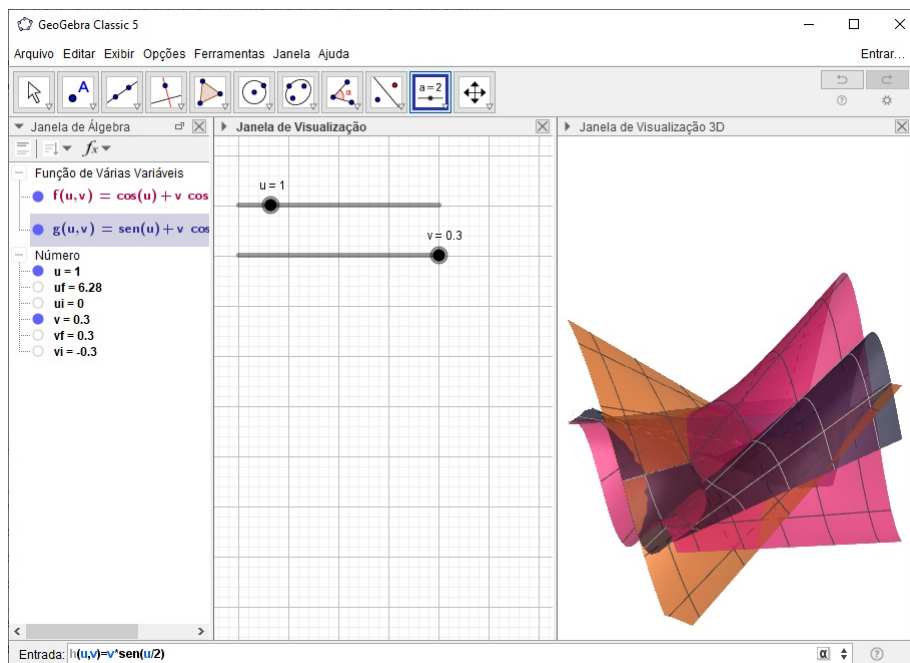 GeoGebra Classic 5
Arquivo Editar Exibir Opções Ferramentas Janela Ajuda Entrar...
A a=2
Janela de Álgebra
Janela de Visualização
Janela de Visualização 3D
fx
Função de Várias Variáveis
f(u,v) = cos(u)+ v cos
g(u,v) = sen(u)+ v cos
Número
u = 1
uf = 6.28
ui = 0
v = 0.3
vf = 0.3
vi = -0.3
u = 1
v = 0.3
Entrada: h(u,v)=v*sen(u/2) α